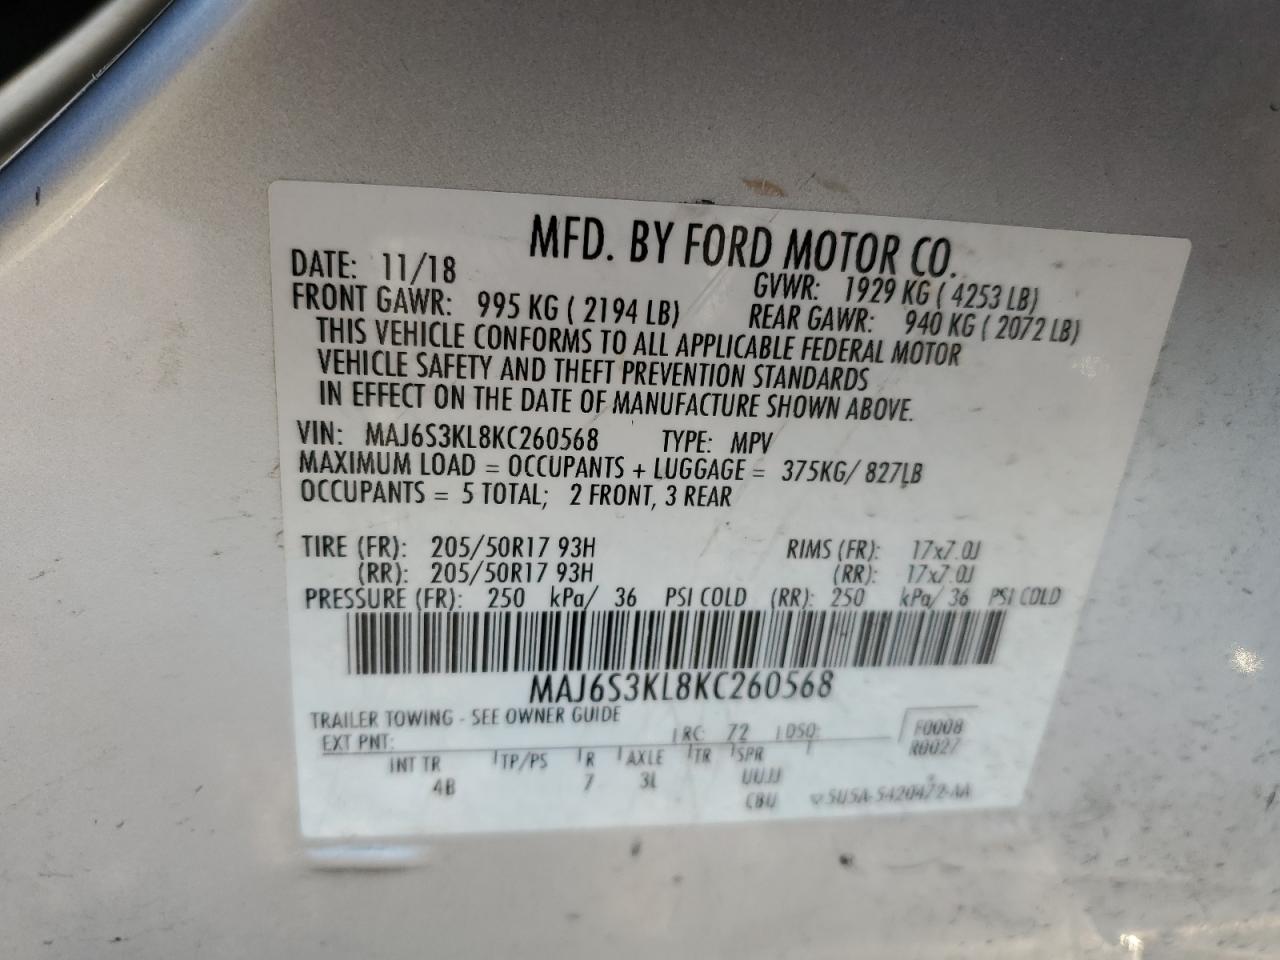 MFD. BY FORD MOTOR CO.
DATE: 11/18 GVWR: 1929 KG ( 4253 LB)
FRONT GAWR: 995 KG ( 2194 LB) REAR GAWR: 940 KG ( 2072 LB)
THIS VEHICLE CONFORMS TO ALL APPLICABLE FEDERAL MOTOR
VEHICLE SAFETY AND THEFT PREVENTION STANDARDS
IN EFFECT ON THE DATE OF MANUFACTURE SHOWN ABOVE.
VIN: MAJ6S3KL8KC260568 TYPE: MPV
MAXIMUM LOAD = OCCUPANTS + LUGGAGE = 375KG/ 827LB
OCCUPANTS = 5 TOTAL; 2 FRONT, 3 REAR
TIRE (FR): 205/50R17 93H RIMS (FR): 17x7.0J
(RR): 205/50R17 93H (RR): 17x7.0J
PRESSURE (FR): 250 kPa/ 36 PSI COLD (RR): 250 kPa/ 36 PSI COLD
MAJ6S3KL8KC260568
TRAILER TOWING - SEE OWNER GUIDE
EXT PNT: RC: 72 DSO: F0008
R0027
INT TR TP/PS R AXLE TR SPR
4B 7 3L UUJJ
CBU